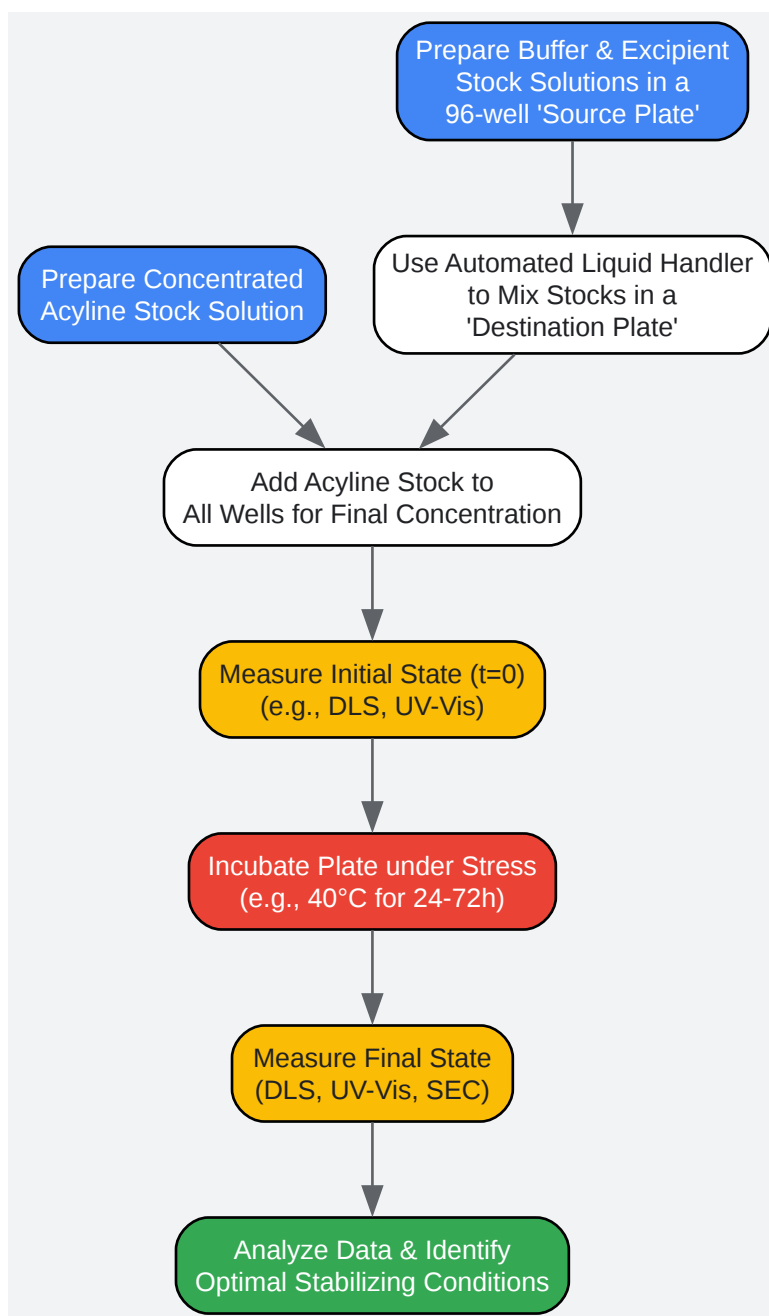 Prepare Buffer & Excipient
Stock Solutions in a
96-well 'Source Plate'
Prepare Concentrated
Acyline Stock Solution
Use Automated Liquid Handler
to Mix Stocks in a
'Destination Plate'
Add Acyline Stock to
All Wells for Final Concentration
Measure Initial State (t=0)
(e.g., DLS, UV-Vis)
Incubate Plate under Stress
(e.g., 40°C for 24-72h)
Measure Final State
(DLS, UV-Vis, SEC)
Analyze Data & Identify
Optimal Stabilizing Conditions